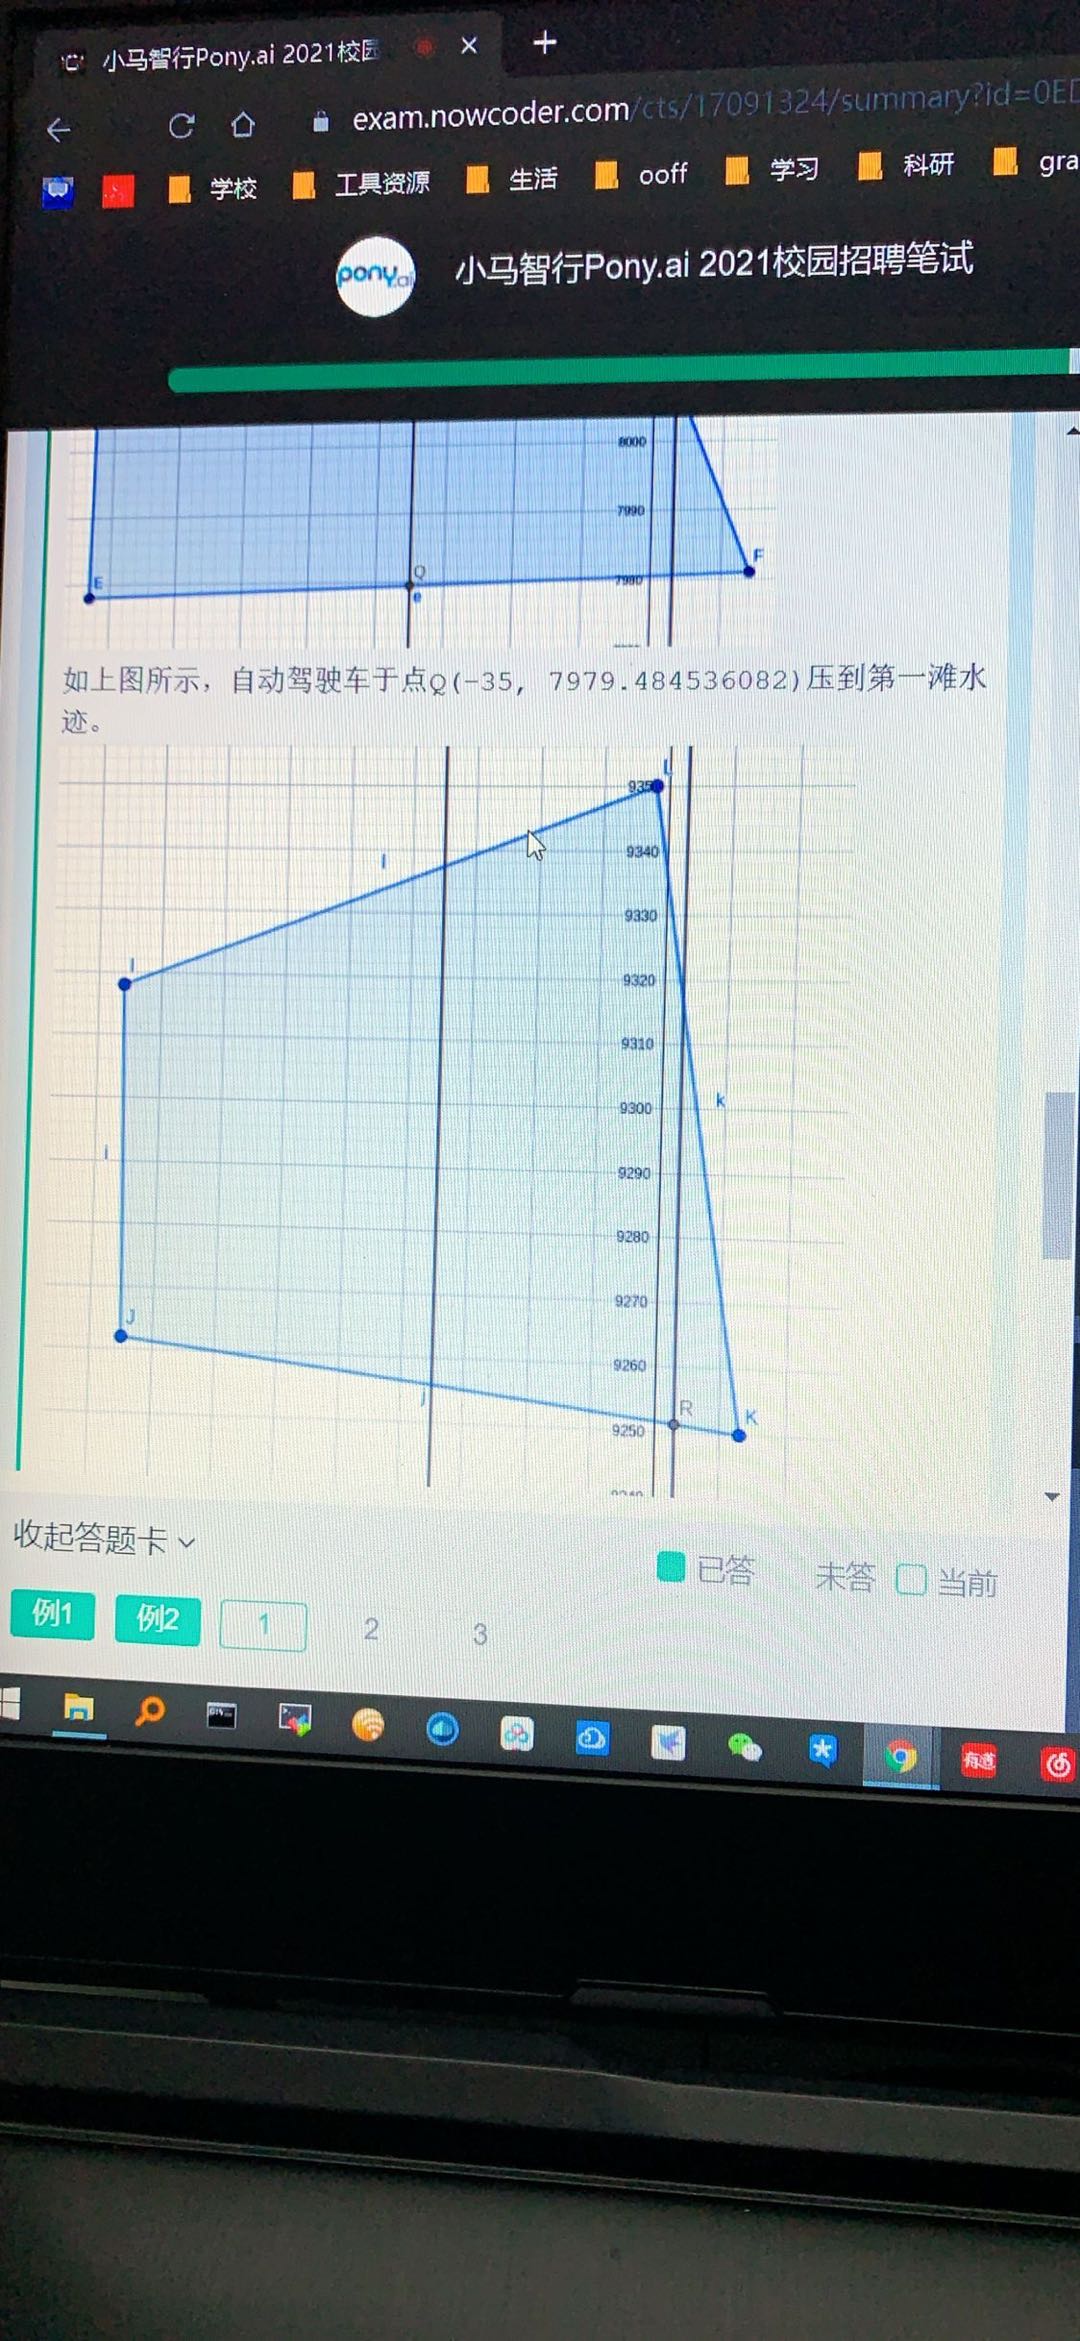 小马智行Pony.ai 2021校园
exam.nowcoder.com/cts/17091324/summary?id=0ED
学校 工具资源 生活 ooff 学习 科研 gra
pony.ai 小马智行Pony.ai 2021校园招聘笔试
8000
7990
F
E
Q
7980
e
如上图所示，自动驾驶车于点Q(-35, 7979.484536082)压到第一滩水
迹。
L
9350
l
9340
9330
I
9320
9310
k
9300
i
9290
9280
9270
J
9260
j
R
K
9250
9240
收起答题卡
已答 未答 当前
例1 例2 1 2 3
有道